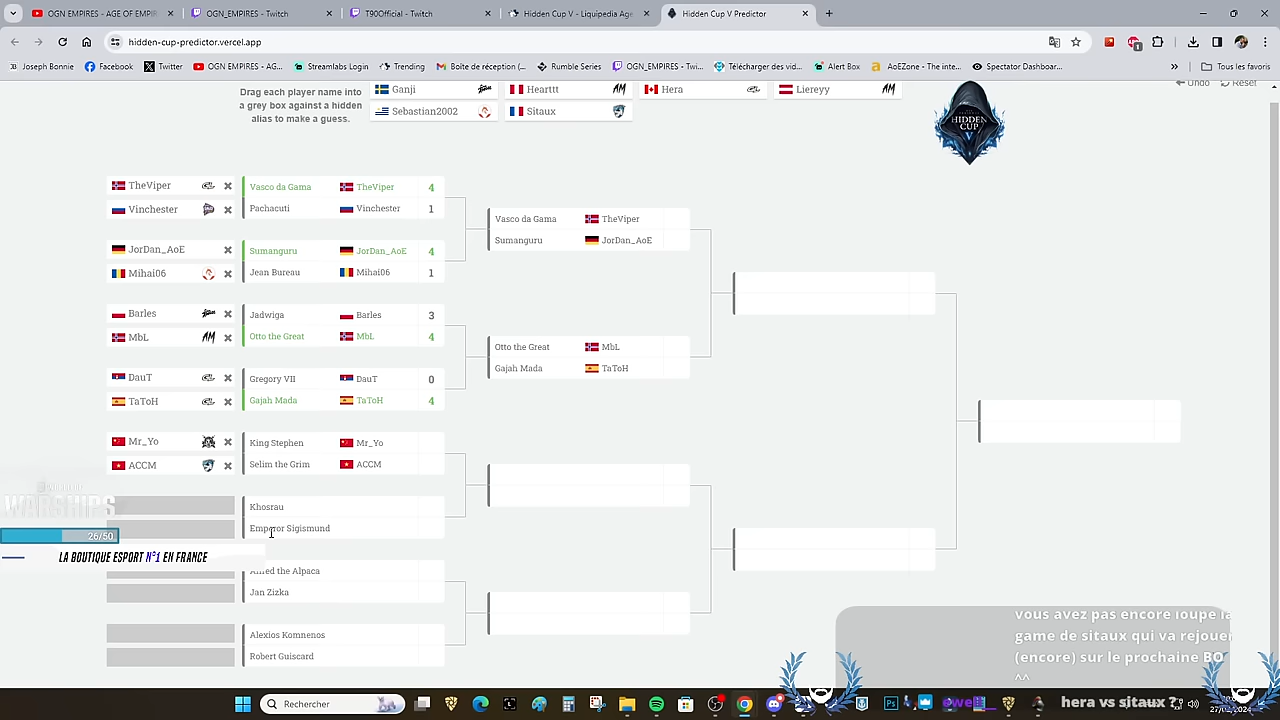 OGN EMPIRES - AGE OF EMPIR
OGN_EMPIRES - Twitch
T90Official - Twitch
Hidden Cup V - Liquipedia Age
Hidden Cup V Predictor
hidden-cup-predictor.vercel.app
Joseph Bonnie
Facebook
Twitter
OGN EMPIRES - AG...
Streamlabs Login
Trending
Boîte de réception (...
Rumble Series
OGN_EMPIRES - Twi...
Télécharger des vidé...
Alert Box
AoEZone - The inte...
Spectator Dashboar...
Tous les favoris
Drag each player name into
a grey box against a hidden
alias to make a guess.
Ganji
Hearttt
Hera
Liereyy
Sebastian2002
Sitaux
Undo
Reset
HIDDEN
CUP
V
TheViper
Vinchester
Vasco da Gama TheViper 4
Pachacuti Vinchester 1
JorDan_AoE
Mihai06
Sumanguru JorDan_AoE 4
Jean Bureau Mihai06 1
Barles
MbL
Jadwiga Barles 3
Otto the Great MbL 4
DauT
TaToH
Gregory VII DauT 0
Gajah Mada TaToH 4
Mr_Yo
ACCM
King Stephen Mr_Yo
Selim the Grim ACCM
Khosrau
Emperor Sigismund
Alfred the Alpaca
Jan Zizka
Alexios Komnenos
Robert Guiscard
Vasco da Gama TheViper
Sumanguru JorDan_AoE
Otto the Great MbL
Gajah Mada TaToH
WARSHIPS
26/50
LA BOUTIQUE ESPORT N°1 EN FRANCE
vous avez pas encore loupé la
game de sitaux qui va rejouer
(encore) sur le prochaine BO
^^
hera vs sitaux ?
Rechercher